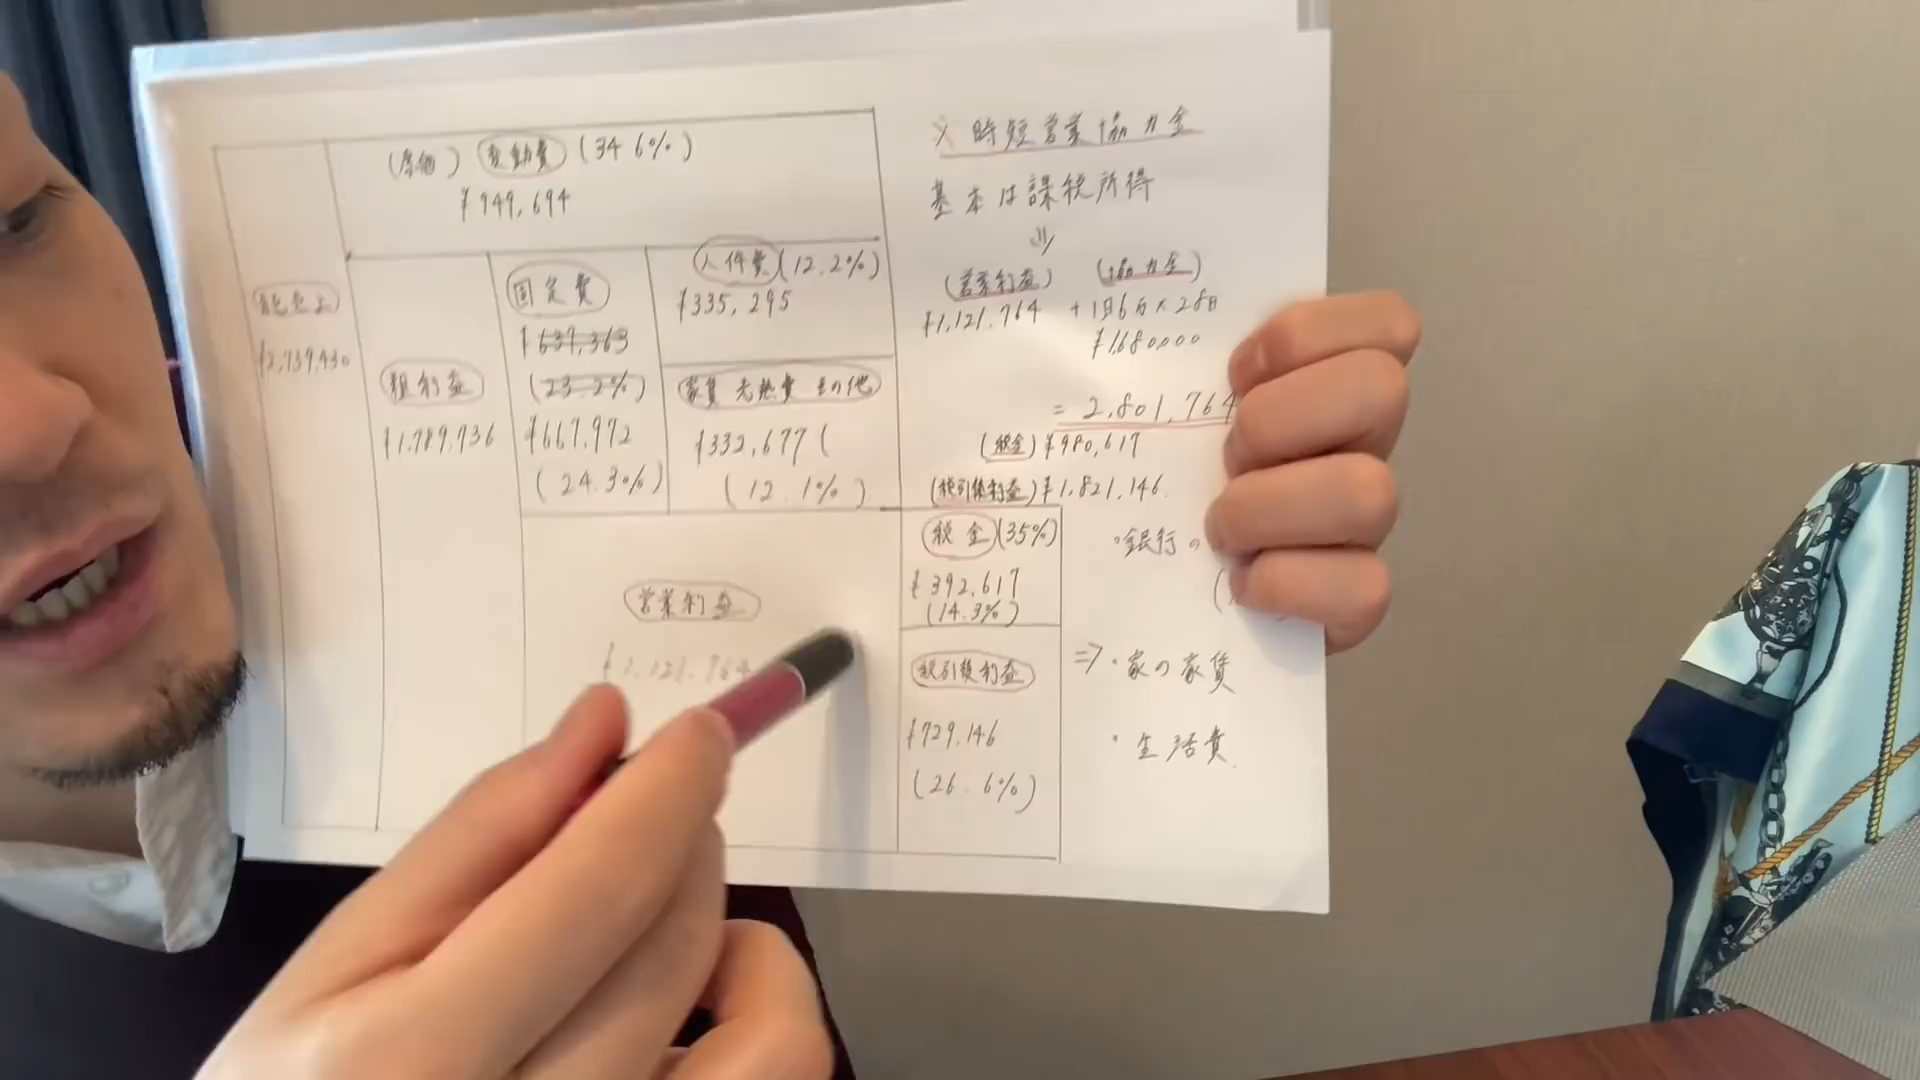 (原価) 変動費 (34.6%)
¥949,694
総売上
¥2,739,430
粗利益
¥1,789,736
固定費
¥637,363
(23.2%)
¥667,972
(24.3%)
人件費 (12.2%)
¥335,295
家賃 光熱費 その他
¥332,677 (
(12.1%)
営業利益
¥1,121,764
税金 (35%)
¥392,617
(14.3%)
税引後利益
¥729,146
(26.6%)
※時短営業協力金
基本は課税所得
(営業利益) (協力金)
¥1,121,764 + 1日6万×28日
¥1,680,000
= 2,801,764
(税金) ¥980,617
(税引後利益) ¥1,821,146
・銀行の
⇒・家の家賃
・生活費